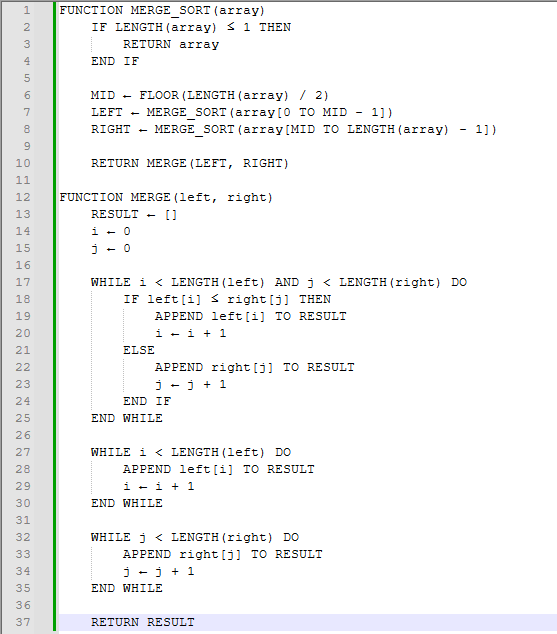 1 FUNCTION MERGE_SORT(array)
2     IF LENGTH(array) ≤ 1 THEN
3         RETURN array
4     END IF
5
6     MID ← FLOOR(LENGTH(array) / 2)
7     LEFT ← MERGE_SORT(array[0 TO MID - 1])
8     RIGHT ← MERGE_SORT(array[MID TO LENGTH(array) - 1])
9
10     RETURN MERGE(LEFT, RIGHT)
11
12 FUNCTION MERGE(left, right)
13     RESULT ← []
14     i ← 0
15     j ← 0
16
17     WHILE i < LENGTH(left) AND j < LENGTH(right) DO
18         IF left[i] ≤ right[j] THEN
19             APPEND left[i] TO RESULT
20             i ← i + 1
21         ELSE
22             APPEND right[j] TO RESULT
23             j ← j + 1
24         END IF
25     END WHILE
26
27     WHILE i < LENGTH(left) DO
28         APPEND left[i] TO RESULT
29         i ← i + 1
30     END WHILE
31
32     WHILE j < LENGTH(right) DO
33         APPEND right[j] TO RESULT
34         j ← j + 1
35     END WHILE
36
37     RETURN RESULT